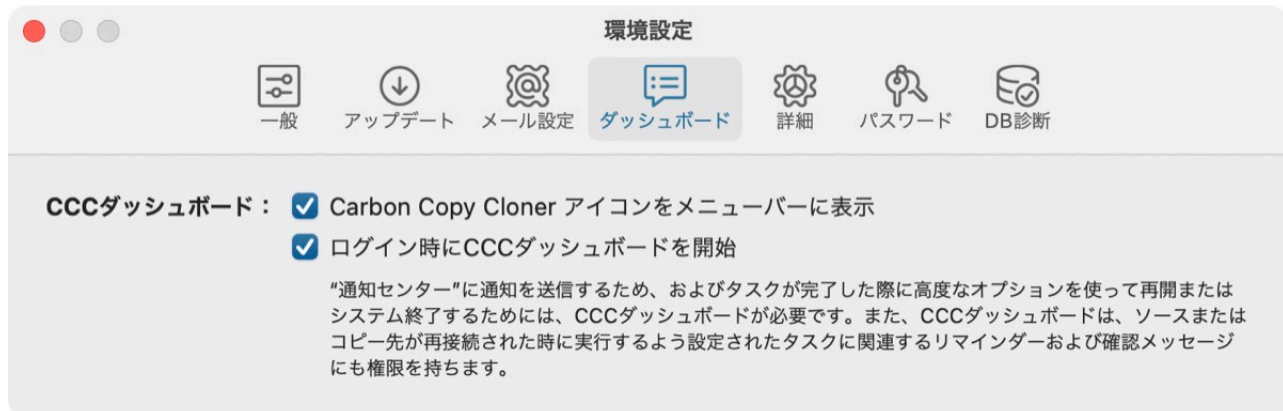 環境設定
一般
アップデート
メール設定
ダッシュボード
詳細
パスワード
DB診断
CCCダッシュボード：
Carbon Copy Cloner アイコンをメニューバーに表示
ログイン時にCCCダッシュボードを開始
“通知センター”に通知を送信するため、およびタスクが完了した際に高度なオプションを使って再開または
システム終了するためには、CCCダッシュボードが必要です。また、CCCダッシュボードは、ソースまたは
コピー先が再接続された時に実行するよう設定されたタスクに関連するリマインダーおよび確認メッセージ
にも権限を持ちます。